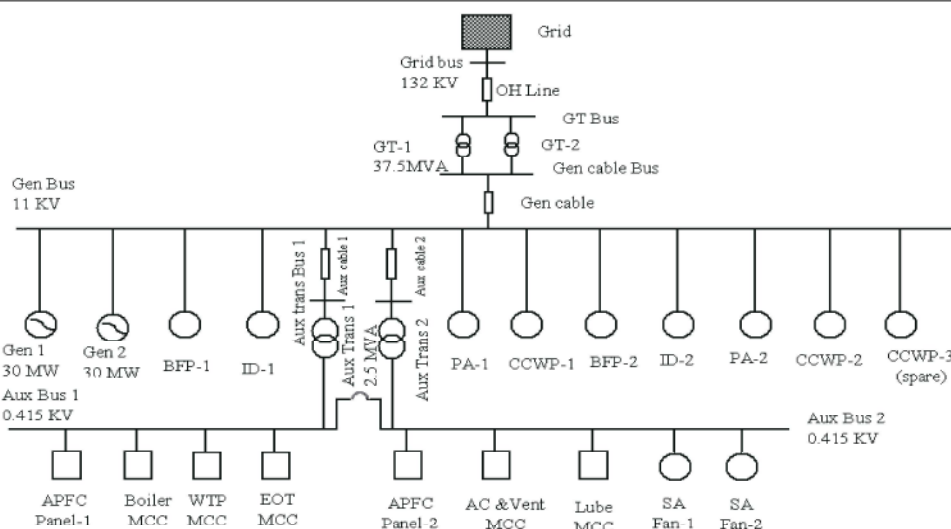 Grid
Grid bus
132 KV
OH Line
GT Bus
GT-1
37.5MVA
GT-2
Gen cable Bus
Gen Bus
11 KV
Gen cable
Aux trans Bus 1
Aux cable 1
Aux cable 2
Aux Trans 1
2.5 MVA
Aux Trans 2
Gen 1
30 MW
Gen 2
30 MW
BFP-1
ID-1
PA-1
CCWP-1
BFP-2
ID-2
PA-2
CCWP-2
CCWP-3
(spare)
Aux Bus 1
0.415 KV
Aux Bus 2
0.415 KV
APFC
Panel-1
Boiler
MCC
WTP
MCC
EOT
MCC
APFC
Panel-2
AC &Vent
MCC
Lube
MCC
SA
Fan-1
SA
Fan-2